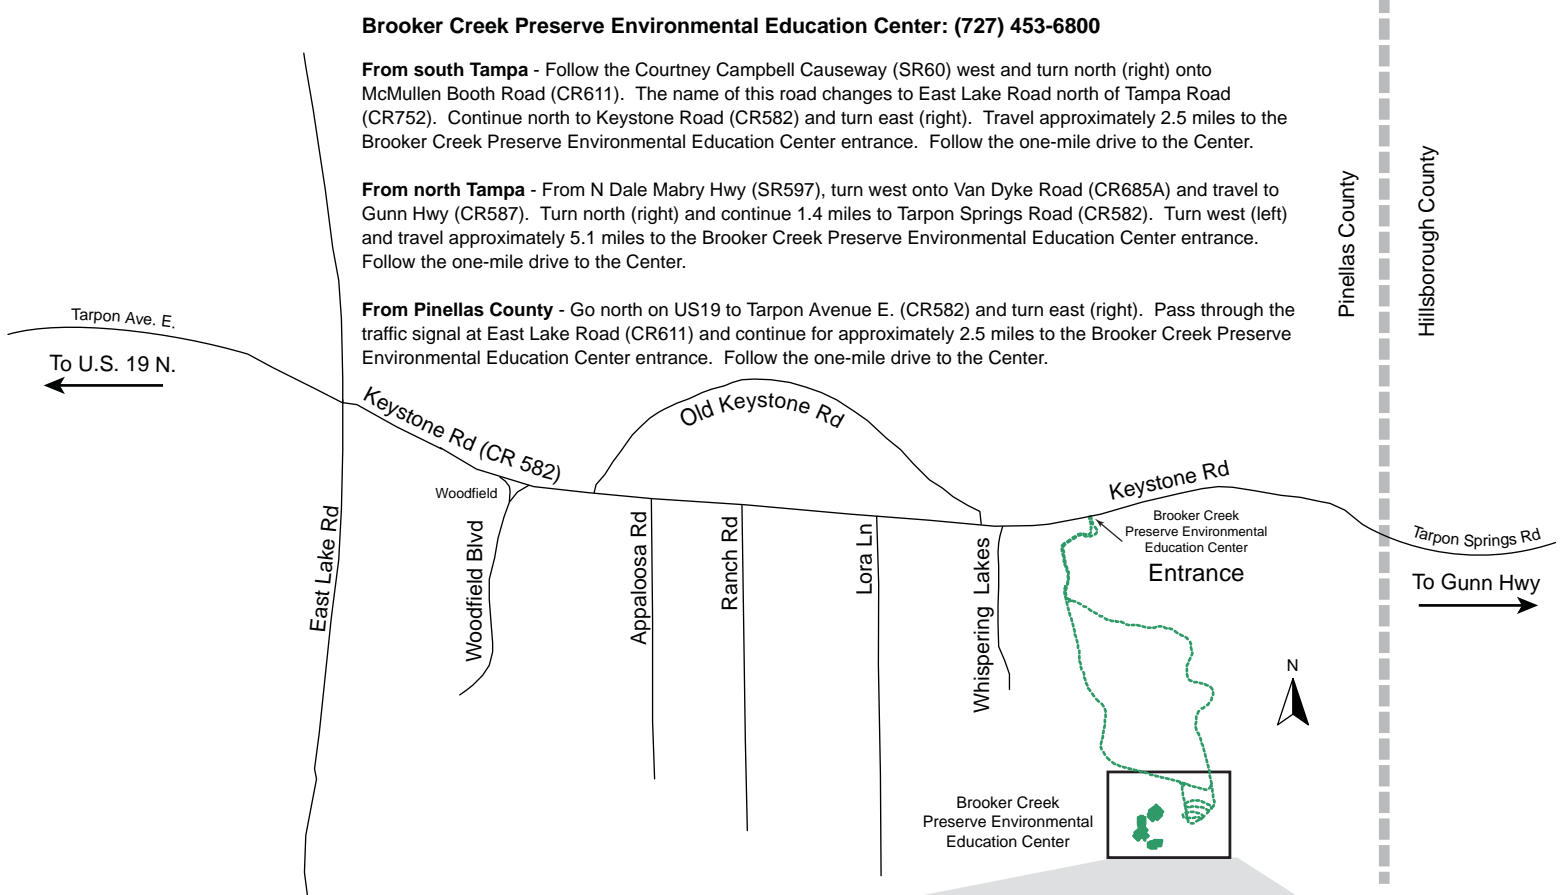 Brooker Creek Preserve Environmental Education Center: (727) 453-6800
From south Tampa - Follow the Courtney Campbell Causeway (SR60) west and turn north (right) onto
McMullen Booth Road (CR611).  The name of this road changes to East Lake Road north of Tampa Road
(CR752).  Continue north to Keystone Road (CR582) and turn east (right).  Travel approximately 2.5 miles to the
Brooker Creek Preserve Environmental Education Center entrance.  Follow the one-mile drive to the Center.
From north Tampa - From N Dale Mabry Hwy (SR597), turn west onto Van Dyke Road (CR685A) and travel to
Gunn Hwy (CR587).  Turn north (right) and continue 1.4 miles to Tarpon Springs Road (CR582).  Turn west (left)
and travel approximately 5.1 miles to the Brooker Creek Preserve Environmental Education Center entrance.
Follow the one-mile drive to the Center.
From Pinellas County - Go north on US19 to Tarpon Avenue E. (CR582) and turn east (right).  Pass through the
traffic signal at East Lake Road (CR611) and continue for approximately 2.5 miles to the Brooker Creek Preserve
Environmental Education Center entrance.  Follow the one-mile drive to the Center.
Pinellas County
Hillsborough County
Tarpon Ave. E.
To U.S. 19 N.
Keystone Rd (CR 582)
Old Keystone Rd
Keystone Rd
Woodfield
East Lake Rd
Woodfield Blvd
Appaloosa Rd
Ranch Rd
Lora Ln
Whispering Lakes
Brooker Creek
Preserve Environmental
Education Center
Entrance
Tarpon Springs Rd
To Gunn Hwy
N
Brooker Creek
Preserve Environmental
Education Center